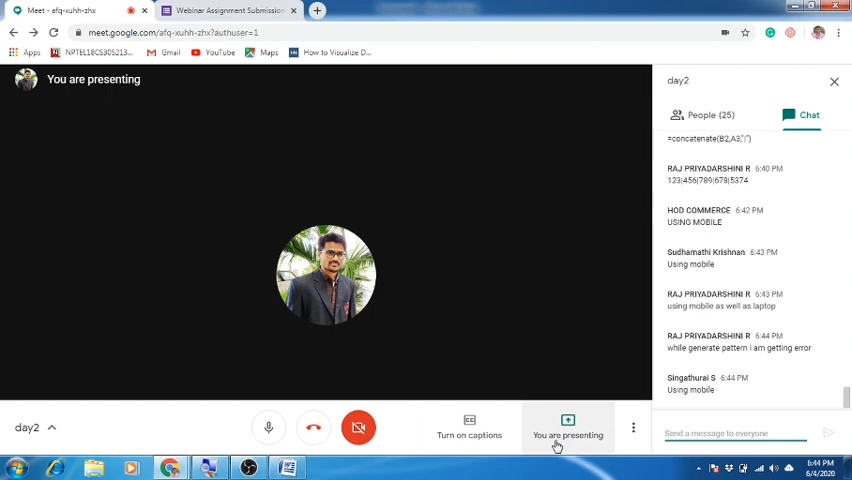 Meet - afq-xuhh-zhx
Webinar Assignment Submission
meet.google.com/afq-xuhh-zhx?authuser=1
Apps
NPTEL18CS30S213...
Gmail
YouTube
Maps
How to Visualize D...
You are presenting
day2
People (25)
Chat
=concatenate(B2,A3,"|")
RAJ PRIYADARSHINI R 6:40 PM
123|456|789|678|5374
HOD COMMERCE 6:42 PM
USING MOBILE
Sudhamathi Krishnan 6:43 PM
Using mobile
RAJ PRIYADARSHINI R 6:43 PM
using mobile as well as laptop
RAJ PRIYADARSHINI R 6:44 PM
while generate pattern i am getting error
Singathurai S 6:44 PM
Using mobile
Send a message to everyone
day2
Turn on captions
You are presenting
6:44 PM
6/4/2020